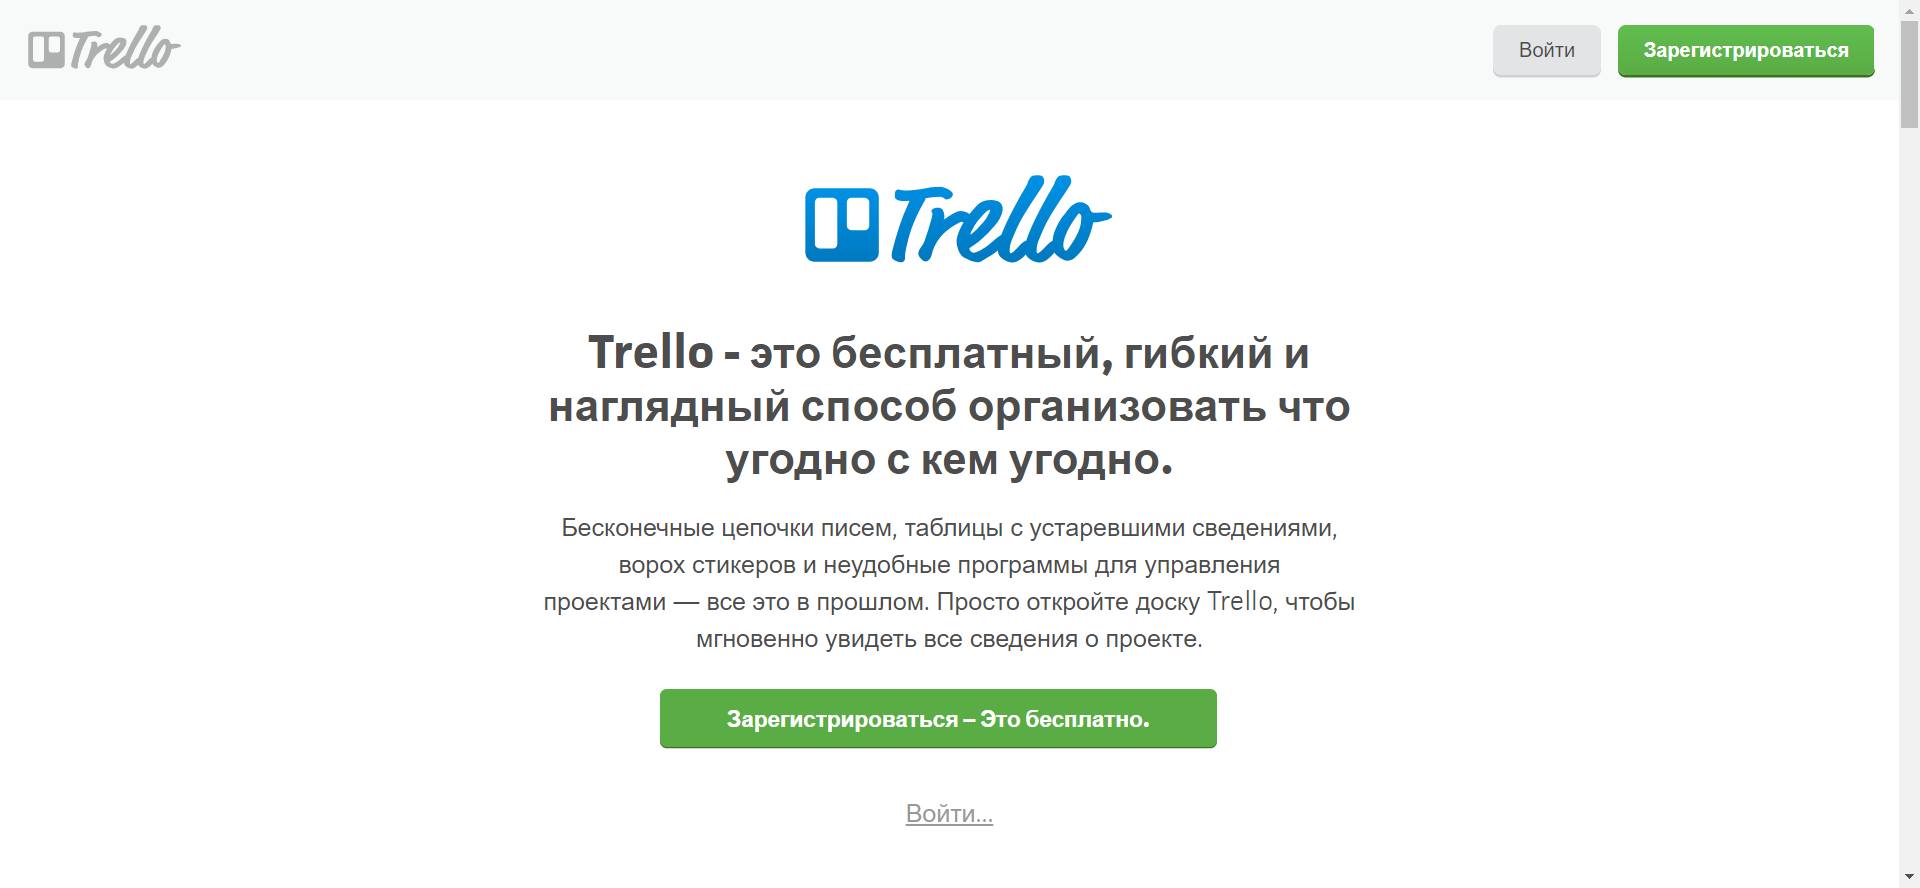 Trello
Войти
Зарегистрироваться
Trello
Trello - это бесплатный, гибкий и
наглядный способ организовать что
угодно с кем угодно.
Бесконечные цепочки писем, таблицы с устаревшими сведениями,
ворох стикеров и неудобные программы для управления
проектами — все это в прошлом. Просто откройте доску Trello, чтобы
мгновенно увидеть все сведения о проекте.
Зарегистрироваться – Это бесплатно.
Войти...